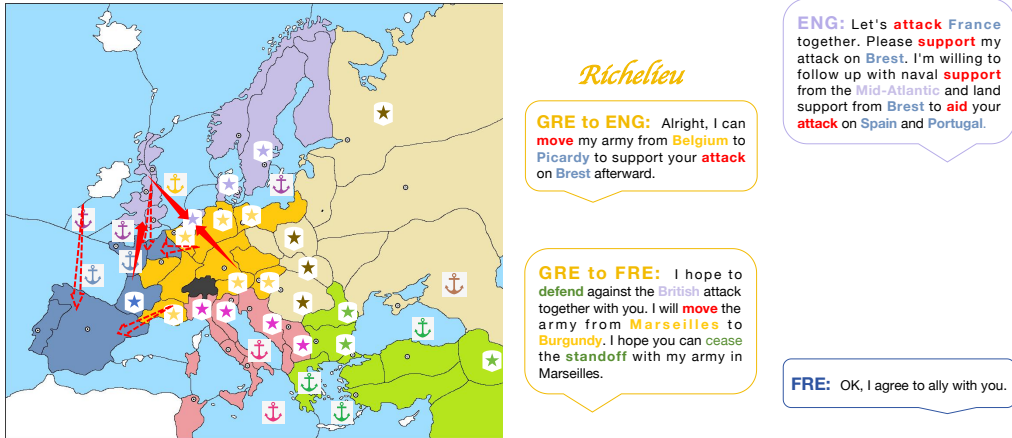 Richelieu
ENG: Let's attack France
together. Please support my
attack on Brest. I'm willing to
follow up with naval support
from the Mid-Atlantic and land
support from Brest to aid your
attack on Spain and Portugal.
GRE to ENG: Alright, I can
move my army from Belgium to
Picardy to support your attack
on Brest afterward.
GRE to FRE: I hope to
defend against the British attack
together with you. I will move the
army from Marseilles to
Burgundy. I hope you can cease
the standoff with my army in
Marseilles.
FRE: OK, I agree to ally with you.